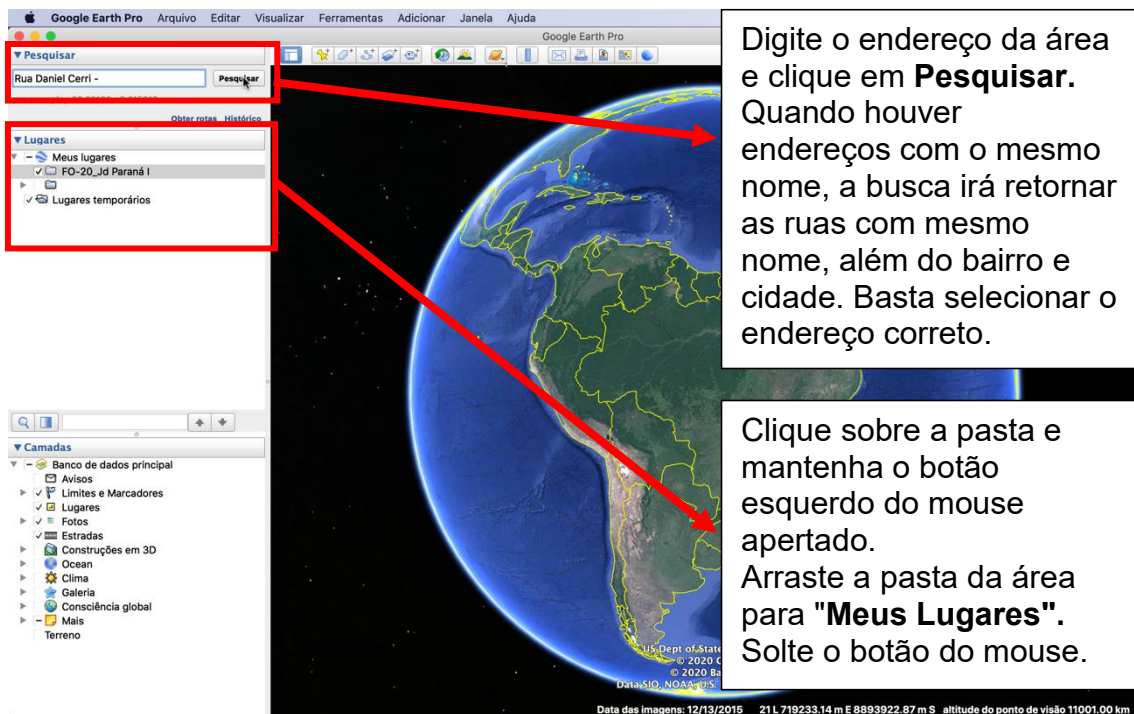 Google Earth Pro Arquivo Editar Visualizar Ferramentas Adicionar Janela Ajuda
Google Earth Pro
Pesquisar
Rua Daniel Cerri -
Pesquisar
Obter rotas Histórico
Lugares
Meus lugares
FO-20_Jd Paraná I
Lugares temporários
Camadas
Banco de dados principal
Avisos
Limites e Marcadores
Lugares
Fotos
Estradas
Construções em 3D
Ocean
Clima
Galeria
Consciência global
Mais
Terreno
Digite o endereço da área
e clique em Pesquisar.
Quando houver
endereços com o mesmo
nome, a busca irá retornar
as ruas com mesmo
nome, além do bairro e
cidade. Basta selecionar o
endereço correto.
Clique sobre a pasta e
mantenha o botão
esquerdo do mouse
apertado.
Arraste a pasta da área
para "Meus Lugares".
Solte o botão do mouse.
US Dept of State
© 2020
© 2020
Data SIO, NOAA, U.S.
Data das imagens: 12/13/2015 21 L 719233.14 m E 8893922.87 m S altitude do ponto de visão 11001.00 km